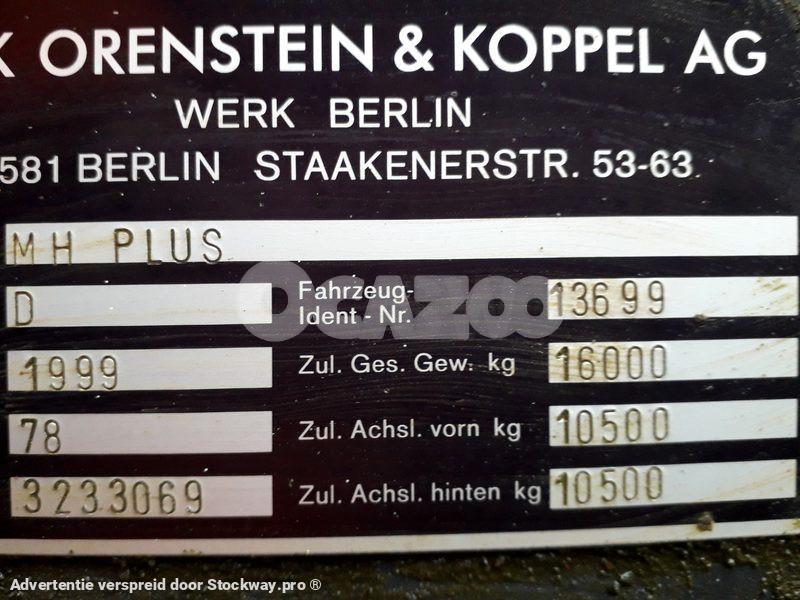 K ORENSTEIN & KOPPEL AG
WERK BERLIN
581 BERLIN STAAKENERSTR. 53-63
MH PLUS
D Fahrzeug-Ident - Nr. 13699
1999 Zul. Ges. Gew. kg 16000
78 Zul. Achsl. vorn kg 10500
3233069 Zul. Achsl. hinten kg 10500
OCAZOO
Advertentie verspreid door Stockway.pro ®